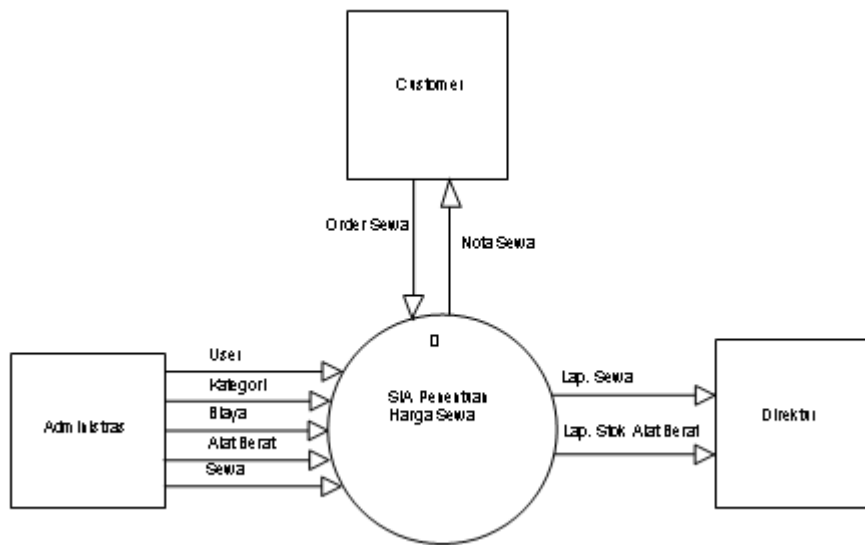 Customer
Order Sewa
Nota Sewa
0
User
Kategori
Biaya
Alat Berat
Sewa
Administrasi
SIA Penentuan
Harga Sewa
Lap. Sewa
Lap. Stok Alat Berat
Direktur